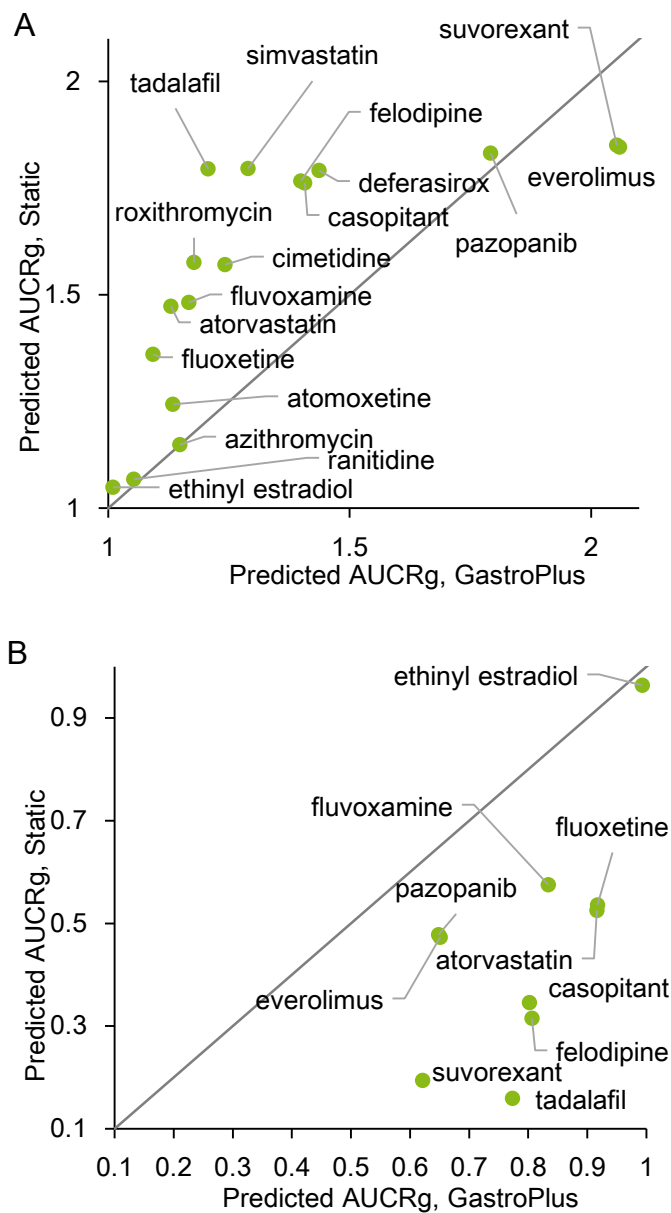 A
suvorexant
simvastatin
tadalafil
2
felodipine
deferasirox
everolimus
casopitant
roxithromycin
pazopanib
cimetidine
fluvoxamine
1.5
atorvastatin
fluoxetine
atomoxetine
azithromycin
ranitidine
ethinyl estradiol
1
Predicted AUCRg, Static
1 1.5 2
Predicted AUCRg, GastroPlus
B
ethinyl estradiol
0.9
fluvoxamine
0.7
fluoxetine
pazopanib
0.5
atorvastatin
casopitant
everolimus
0.3
felodipine
suvorexant
tadalafil
0.1
Predicted AUCRg, Static
0.1 0.2 0.3 0.4 0.5 0.6 0.7 0.8 0.9 1
Predicted AUCRg, GastroPlus